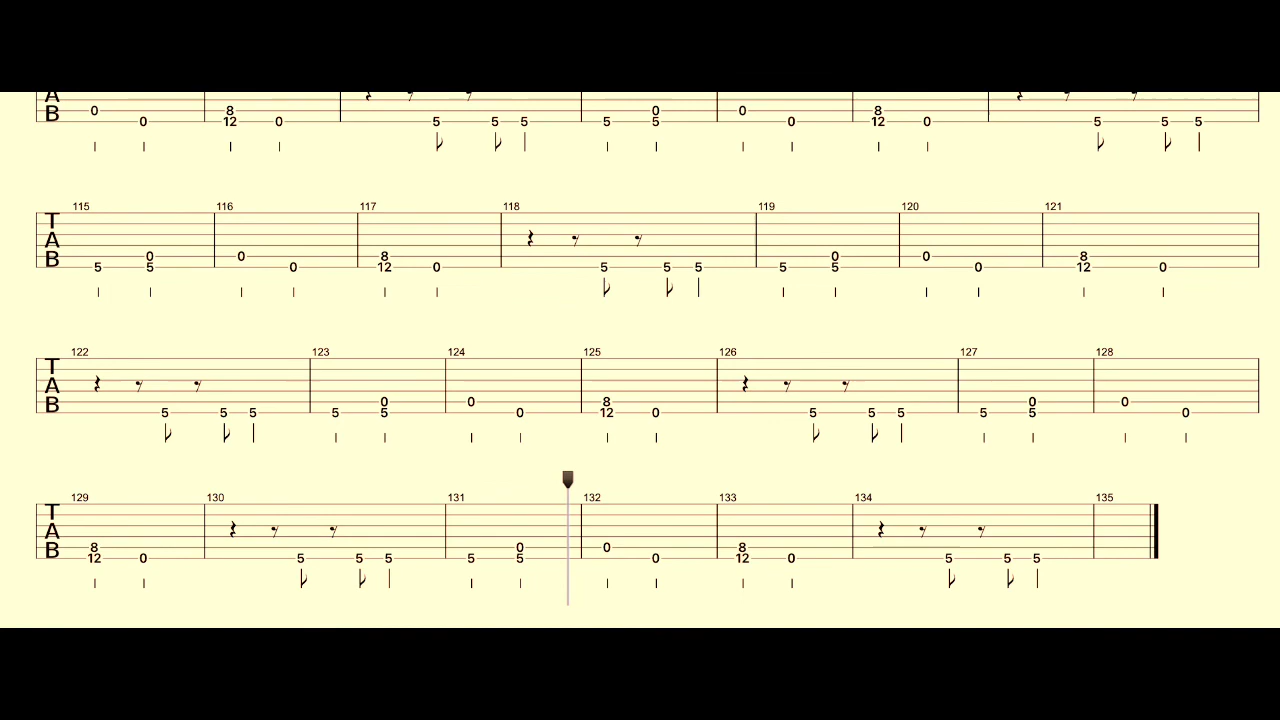 A
0 8 0 0 8
B 0 12 0 5 5 5 5 5 0 12 0 5 5 5
115 116 117 118 119 120 121
T
A
B 0 0 8 0 0 8
5 5 0 12 0 5 5 5 5 5 0 12 0
122 123 124 125 126 127 128
T
A
B 0 0 8 0 0
5 5 5 5 5 0 12 0 5 5 5 5 5 0
129 130 131 132 133 134 135
T
A
B 8 0 0 8
12 0 5 5 5 5 5 0 12 0 5 5 5